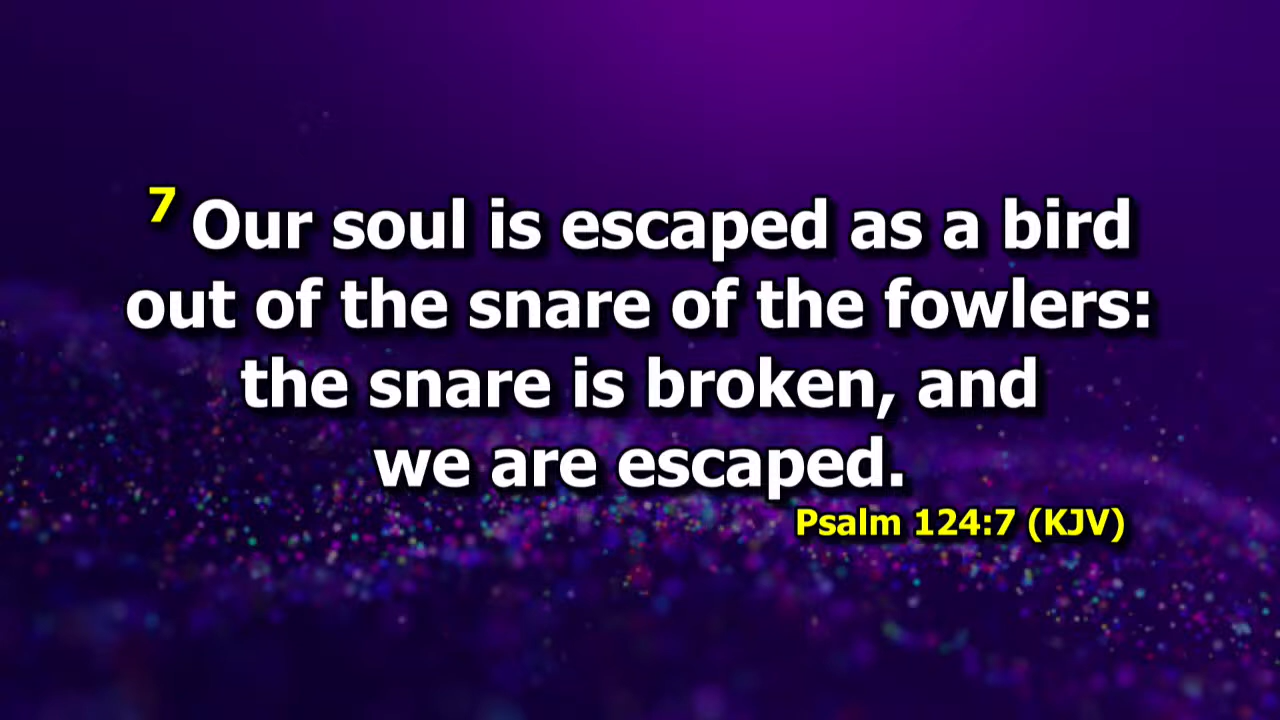 7 Our soul is escaped as a bird
out of the snare of the fowlers:
the snare is broken, and
we are escaped.
Psalm 124:7 (KJV)